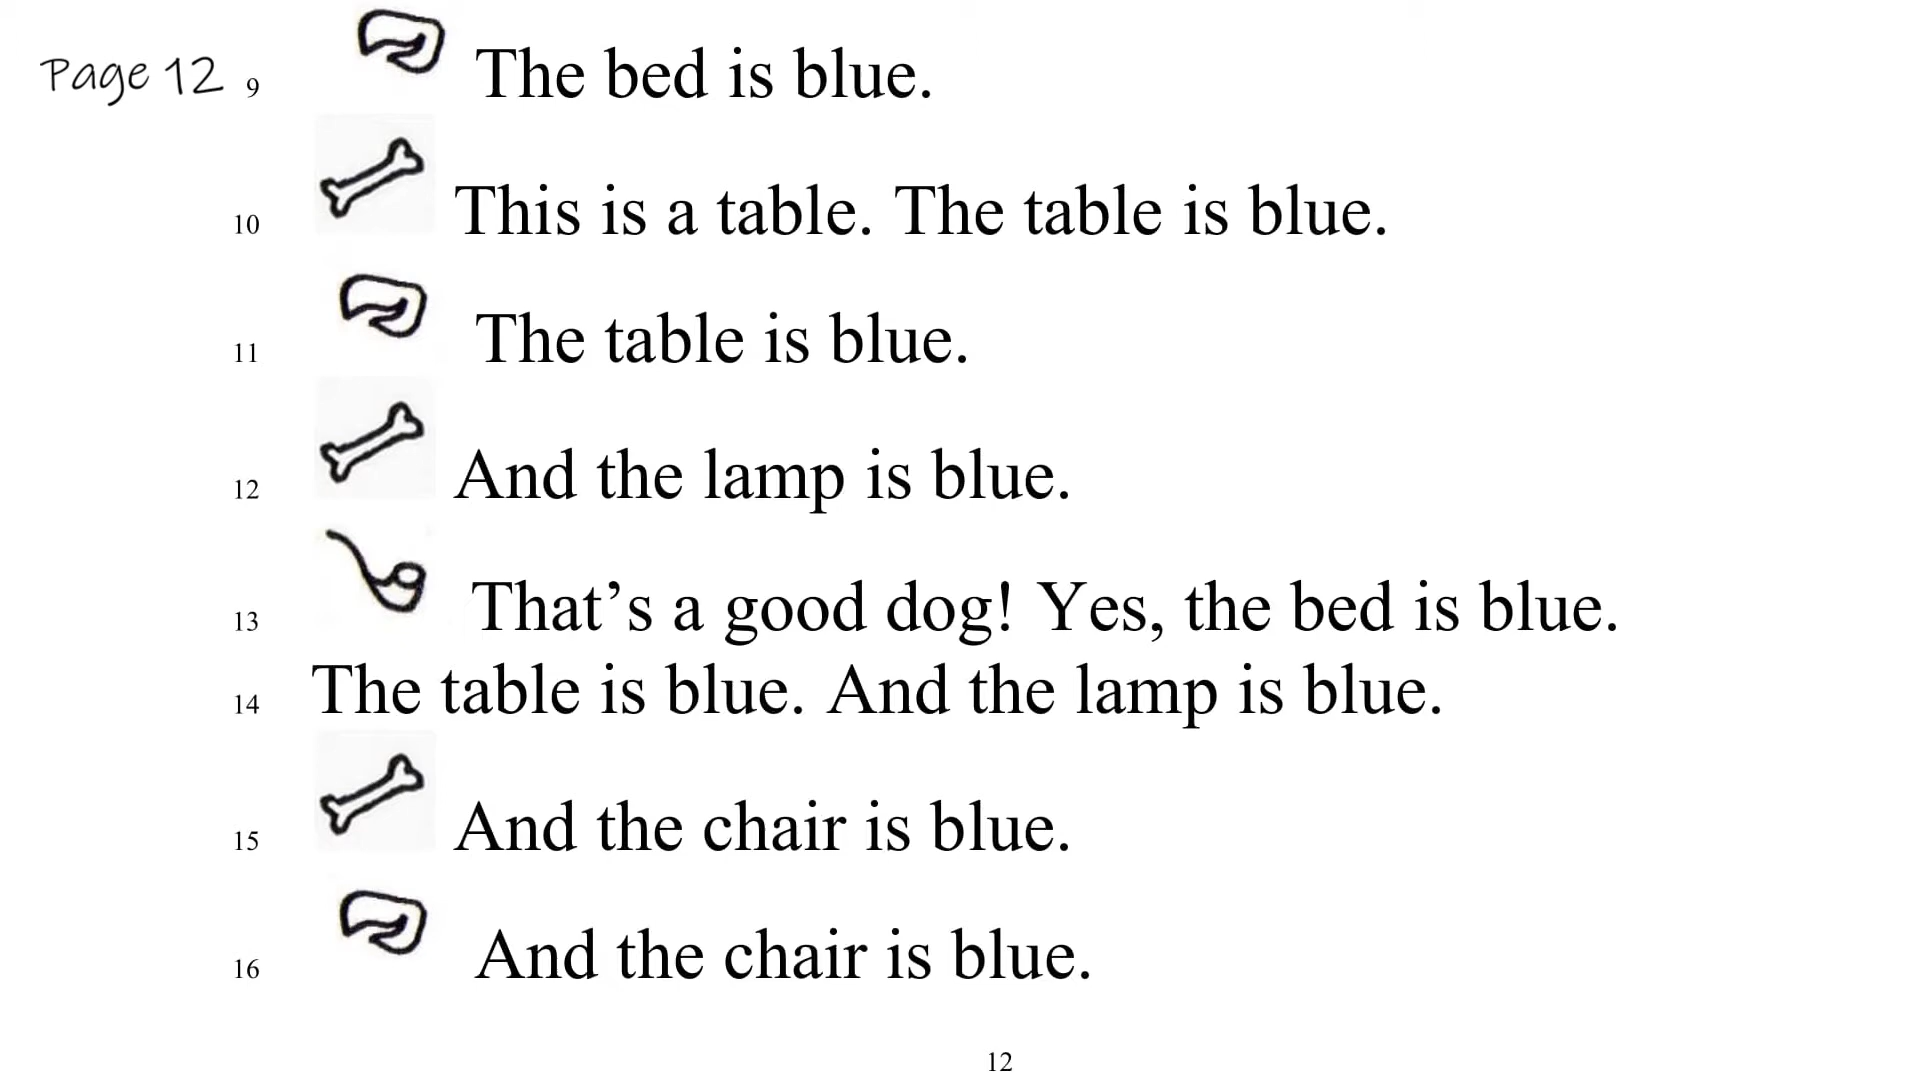 Page 12 9 The bed is blue.
10 This is a table. The table is blue.
11 The table is blue.
12 And the lamp is blue.
13 That’s a good dog! Yes, the bed is blue.
14 The table is blue. And the lamp is blue.
15 And the chair is blue.
16 And the chair is blue.
12